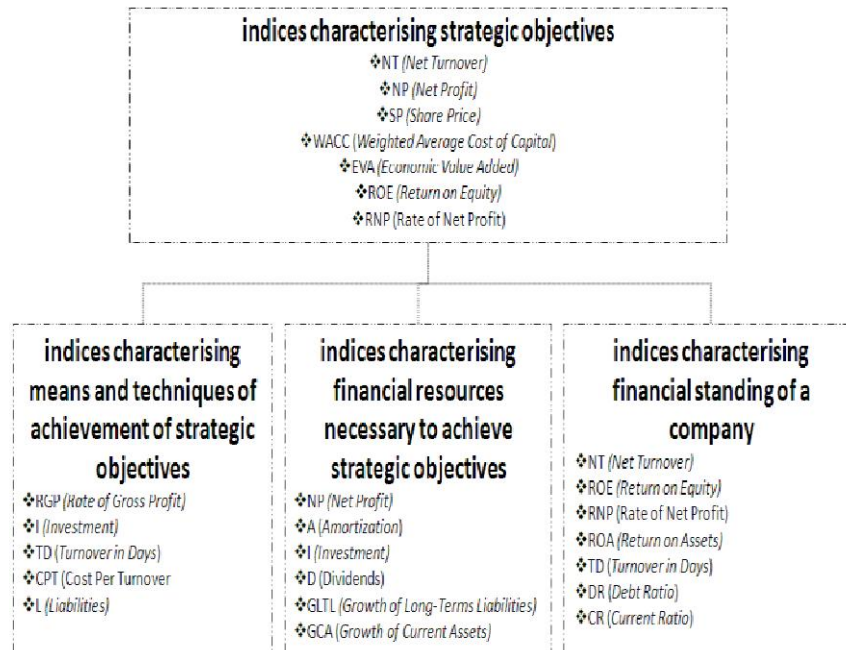 indices characterising strategic objectives
❖NT (Net Turnover)
❖NP (Net Profit)
❖SP (Share Price)
❖WACC (Weighted Average Cost of Capital)
❖EVA (Economic Value Added)
❖ROE (Return on Equity)
❖RNP (Rate of Net Profit)
indices characterising
means and techniques of
achievement of strategic
objectives
❖RGP (Rate of Gross Profit)
❖I (Investment)
❖TD (Turnover in Days)
❖CPT (Cost Per Turnover
❖L (Liabilities)
indices characterising
financial resources
necessary to achieve
strategic objectives
❖NP (Net Profit)
❖A (Amortization)
❖I (Investment)
❖D (Dividends)
❖GLTL (Growth of Long-Terms Liabilities)
❖GCA (Growth of Current Assets)
indices characterising
financial standing of a
company
❖NT (Net Turnover)
❖ROE (Return on Equity)
❖RNP (Rate of Net Profit)
❖ROA (Return on Assets)
❖TD (Turnover in Days)
❖DR (Debt Ratio)
❖CR (Current Ratio)